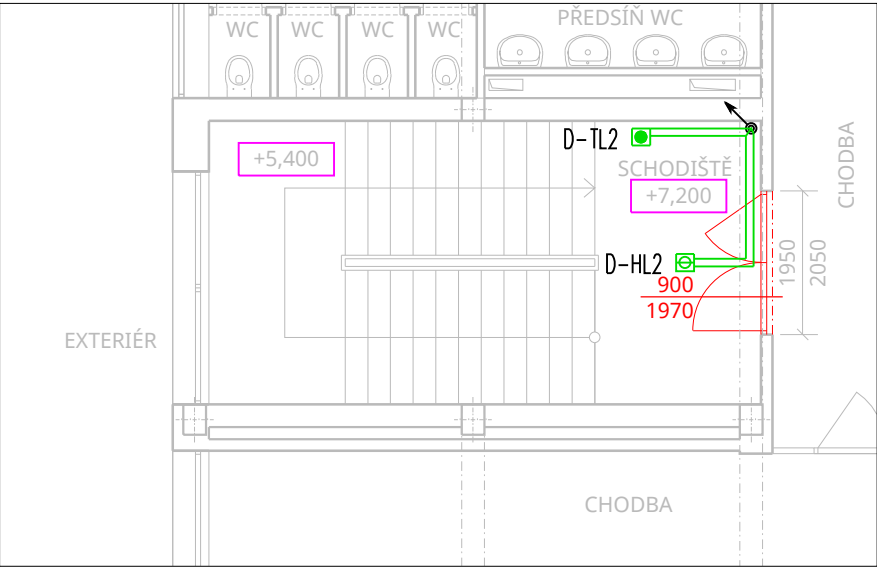 WC
WC
WC
WC
PŘEDSÍŇ WC
D-TL2
+5,400
SCHODIŠTĚ
+7,200
CHODBA
D-HL2
900
1970
1950
2050
EXTERIÉR
CHODBA